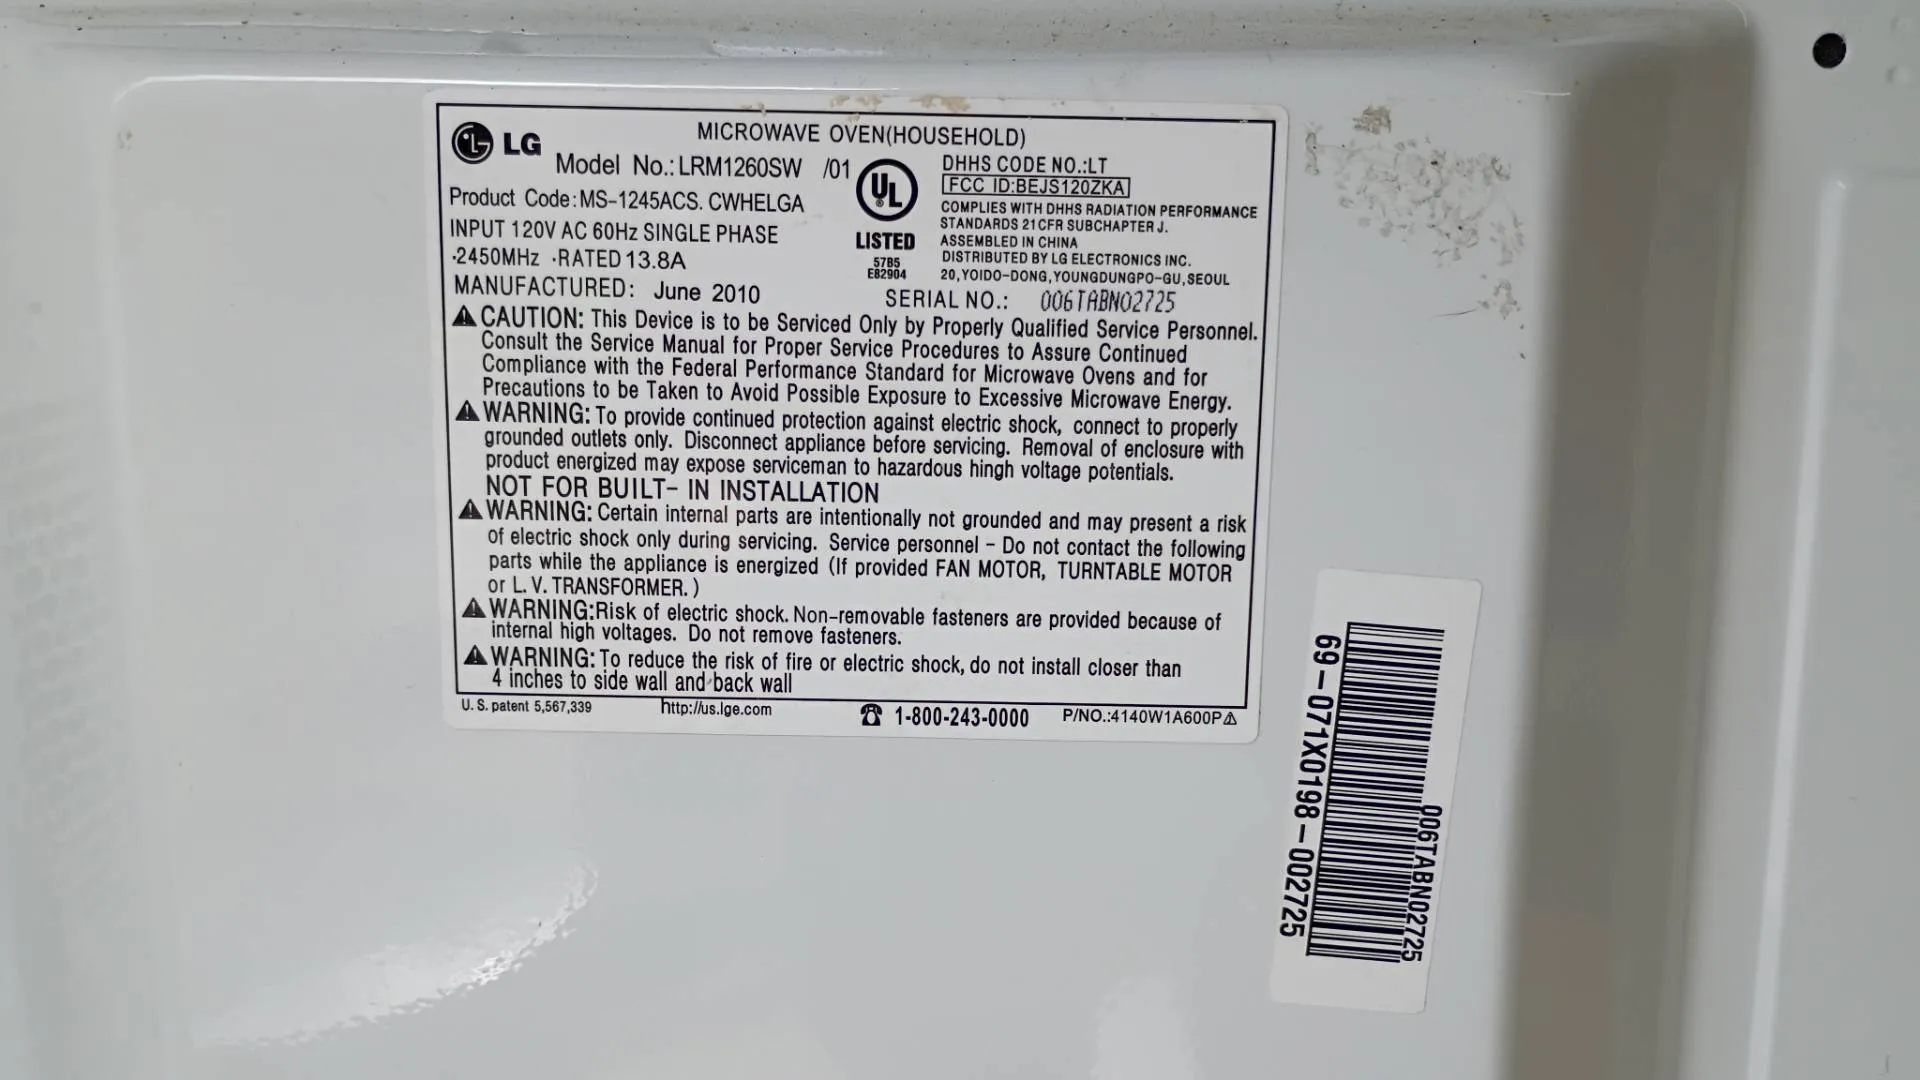 LG
MICROWAVE OVEN(HOUSEHOLD)
Model No.: LRM1260SW /01
Product Code: MS-1245ACS. CWHELGA
INPUT 120V AC 60Hz SINGLE PHASE
·2450MHz ·RATED 13.8A
MANUFACTURED: June 2010
UL
®
LISTED
57B5
E82904
DHHS CODE NO.:LT
FCC ID:BEJS120ZKA
COMPLIES WITH DHHS RADIATION PERFORMANCE
STANDARDS 21CFR SUBCHAPTER J.
ASSEMBLED IN CHINA
DISTRIBUTED BY LG ELECTRONICS INC.
20, YOIDO-DONG, YOUNGDUNGPO-GU, SEOUL
SERIAL NO.: 006TABN02725
⚠ CAUTION: This Device is to be Serviced Only by Properly Qualified Service Personnel.
Consult the Service Manual for Proper Service Procedures to Assure Continued
Compliance with the Federal Performance Standard for Microwave Ovens and for
Precautions to be Taken to Avoid Possible Exposure to Excessive Microwave Energy.
⚠ WARNING: To provide continued protection against electric shock, connect to properly
grounded outlets only. Disconnect appliance before servicing. Removal of enclosure with
product energized may expose serviceman to hazardous hingh voltage potentials.
NOT FOR BUILT- IN INSTALLATION
⚠ WARNING: Certain internal parts are intentionally not grounded and may present a risk
of electric shock only during servicing. Service personnel - Do not contact the following
parts while the appliance is energized (If provided FAN MOTOR, TURNTABLE MOTOR
or L. V. TRANSFORMER. )
⚠ WARNING: Risk of electric shock. Non-removable fasteners are provided because of
internal high voltages. Do not remove fasteners.
⚠ WARNING: To reduce the risk of fire or electric shock, do not install closer than
4 inches to side wall and back wall
U. S. patent 5,567,339 http://us.lge.com ☎ 1-800-243-0000 P/NO.:4140W1A600P⚠
69-071X0198-002725
006TABN02725